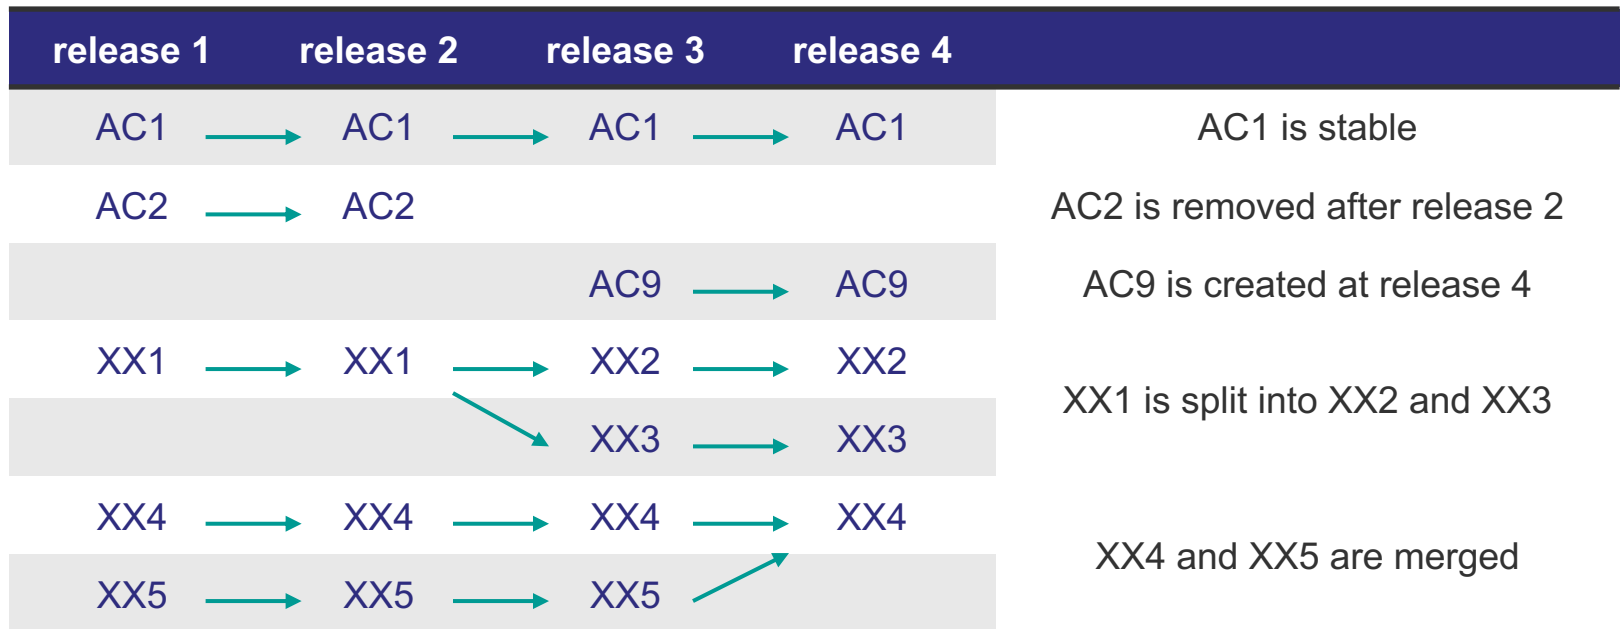 release 1 release 2 release 3 release 4
AC1 AC1 AC1 AC1 AC1 is stable
AC2 AC2 AC2 is removed after release 2
AC9 AC9 AC9 is created at release 4
XX1 XX1 XX2 XX2
XX1 is split into XX2 and XX3
XX3 XX3
XX4 XX4 XX4 XX4
XX4 and XX5 are merged
XX5 XX5 XX5